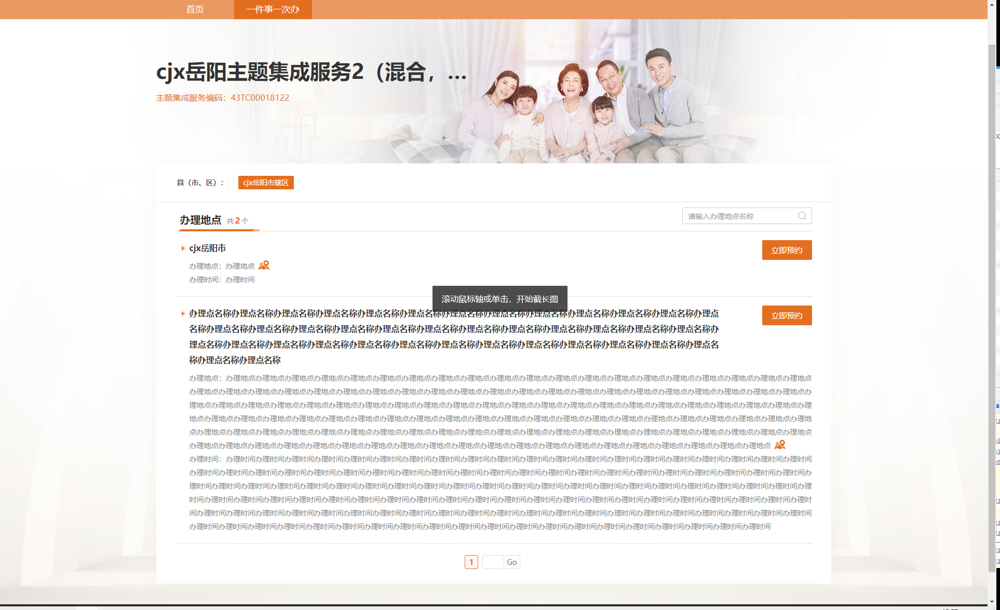 首页
一件事一次办
cjx岳阳主题集成服务2（混合，...
主题集成服务编码：43TC00018122
县（市、区）：
cjx岳阳市辖区
办理地点 共2个
请输入办理地点名称
cjx岳阳市
立即预约
办理地点：办理地点
办理时间：办理时间
滚动鼠标轴或单击，开始截长图
办理点名称办理点名称办理点名称办理点名称办理点名称办理点名称办理点名称办理点名称办理点名称办理点名称办理点名称办理点名称办理点
立即预约
名称办理点名称办理点名称办理点名称办理点名称办理点名称办理点名称办理点名称办理点名称办理点名称办理点名称办理点名称办理点名称办
理点名称办理点名称办理点名称办理点名称办理点名称办理点名称办理点名称办理点名称办理点名称办理点名称办理点名称办理点名称办理点名
称办理点名称办理点名称
办理地点：办理地点办理地点办理地点办理地点办理地点办理地点办理地点办理地点办理地点办理地点办理地点办理地点办理地点办理地点办理地点办理地点办理地点办理地点办理地点办理地点
办理地点办理地点办理地点办理地点办理地点办理地点办理地点办理地点办理地点办理地点办理地点办理地点办理地点办理地点办理地点办理地点办理地点办理地点办理地点办理地点办理地点办
理地点办理地点办理地点办理地点办理地点办理地点办理地点办理地点办理地点办理地点办理地点办理地点办理地点办理地点办理地点办理地点办理地点办理地点办理地点办理地点办理地点办理
地点办理地点办理地点办理地点办理地点办理地点办理地点办理地点办理地点办理地点办理地点办理地点办理地点办理地点办理地点办理地点办理地点办理地点办理地点办理地点办理地点办理地
点办理地点办理地点办理地点办理地点办理地点办理地点办理地点办理地点办理地点办理地点办理地点办理地点办理地点办理地点办理地点办理地点办理地点办理地点办理地点办理地点办理地点
办理地点办理地点办理地点办理地点办理地点办理地点办理地点办理地点办理地点办理地点办理地点办理地点办理地点办理地点办理地点办理地点办理地点办理地点办理地点办理地点
办理时间：办理时间办理时间办理时间办理时间办理时间办理时间办理时间办理时间办理时间办理时间办理时间办理时间办理时间办理时间办理时间办理时间办理时间办理时间办理时间办理时间
办理时间办理时间办理时间办理时间办理时间办理时间办理时间办理时间办理时间办理时间办理时间办理时间办理时间办理时间办理时间办理时间办理时间办理时间办理时间办理时间办理时间办
理时间办理时间办理时间办理时间办理时间办理时间办理时间办理时间办理时间办理时间办理时间办理时间办理时间办理时间办理时间办理时间办理时间办理时间办理时间办理时间办理时间办理
时间办理时间办理时间办理时间办理时间办理时间办理时间办理时间办理时间办理时间办理时间办理时间办理时间办理时间办理时间办理时间办理时间办理时间办理时间办理时间办理时间办理时
间办理时间办理时间办理时间办理时间办理时间办理时间办理时间办理时间办理时间办理时间办理时间办理时间办理时间办理时间办理时间办理时间办理时间办理时间办理时间办理时间办理时间
办理时间办理时间办理时间办理时间办理时间办理时间办理时间办理时间办理时间办理时间办理时间办理时间办理时间办理时间办理时间办理时间办理时间办理时间办理时间办理时间
1 Go